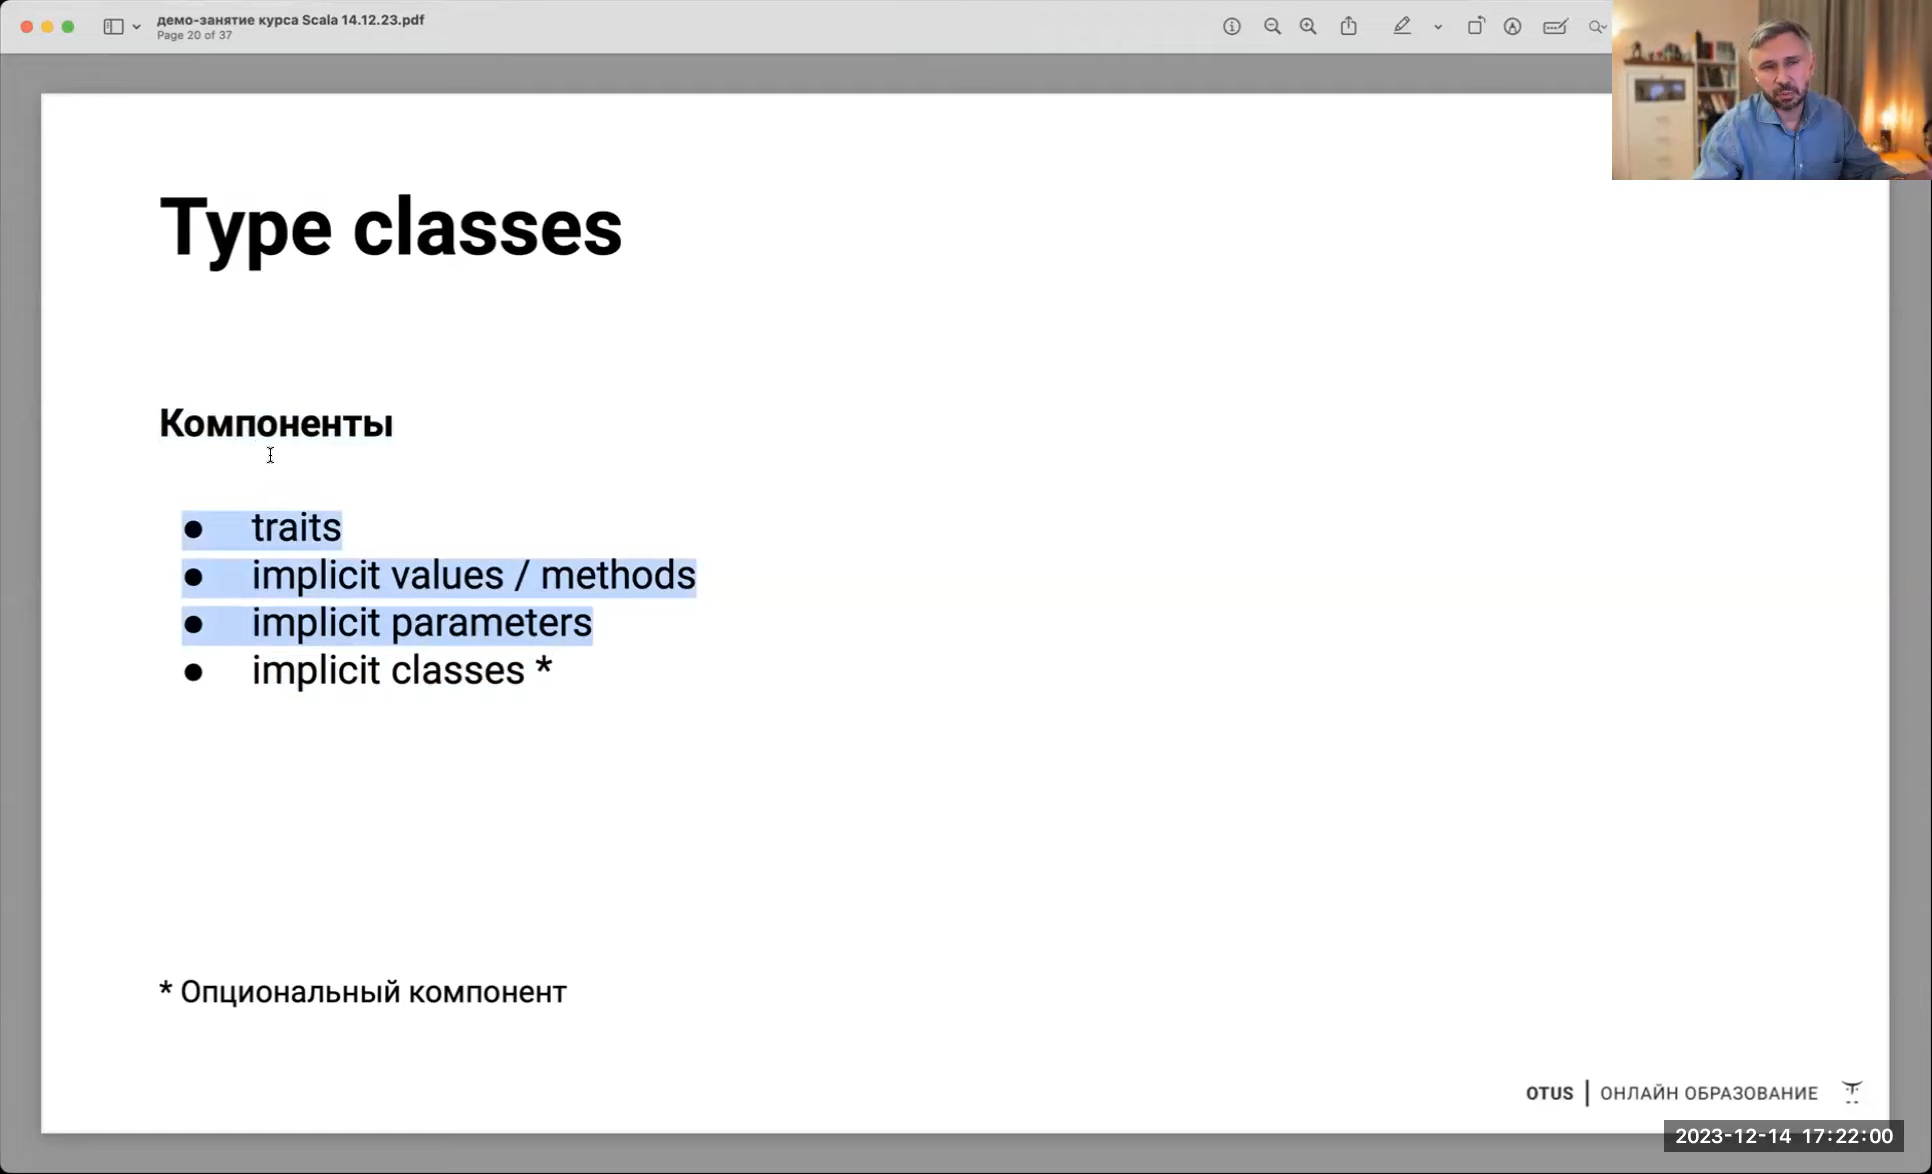 демо-занятие курса Scala 14.12.23.pdf
Page 20 of 37
Type classes
Компоненты
● traits
● implicit values / methods
● implicit parameters
● implicit classes *
* Опциональный компонент
OTUS | ОНЛАЙН ОБРАЗОВАНИЕ
2023-12-14 17:22:00